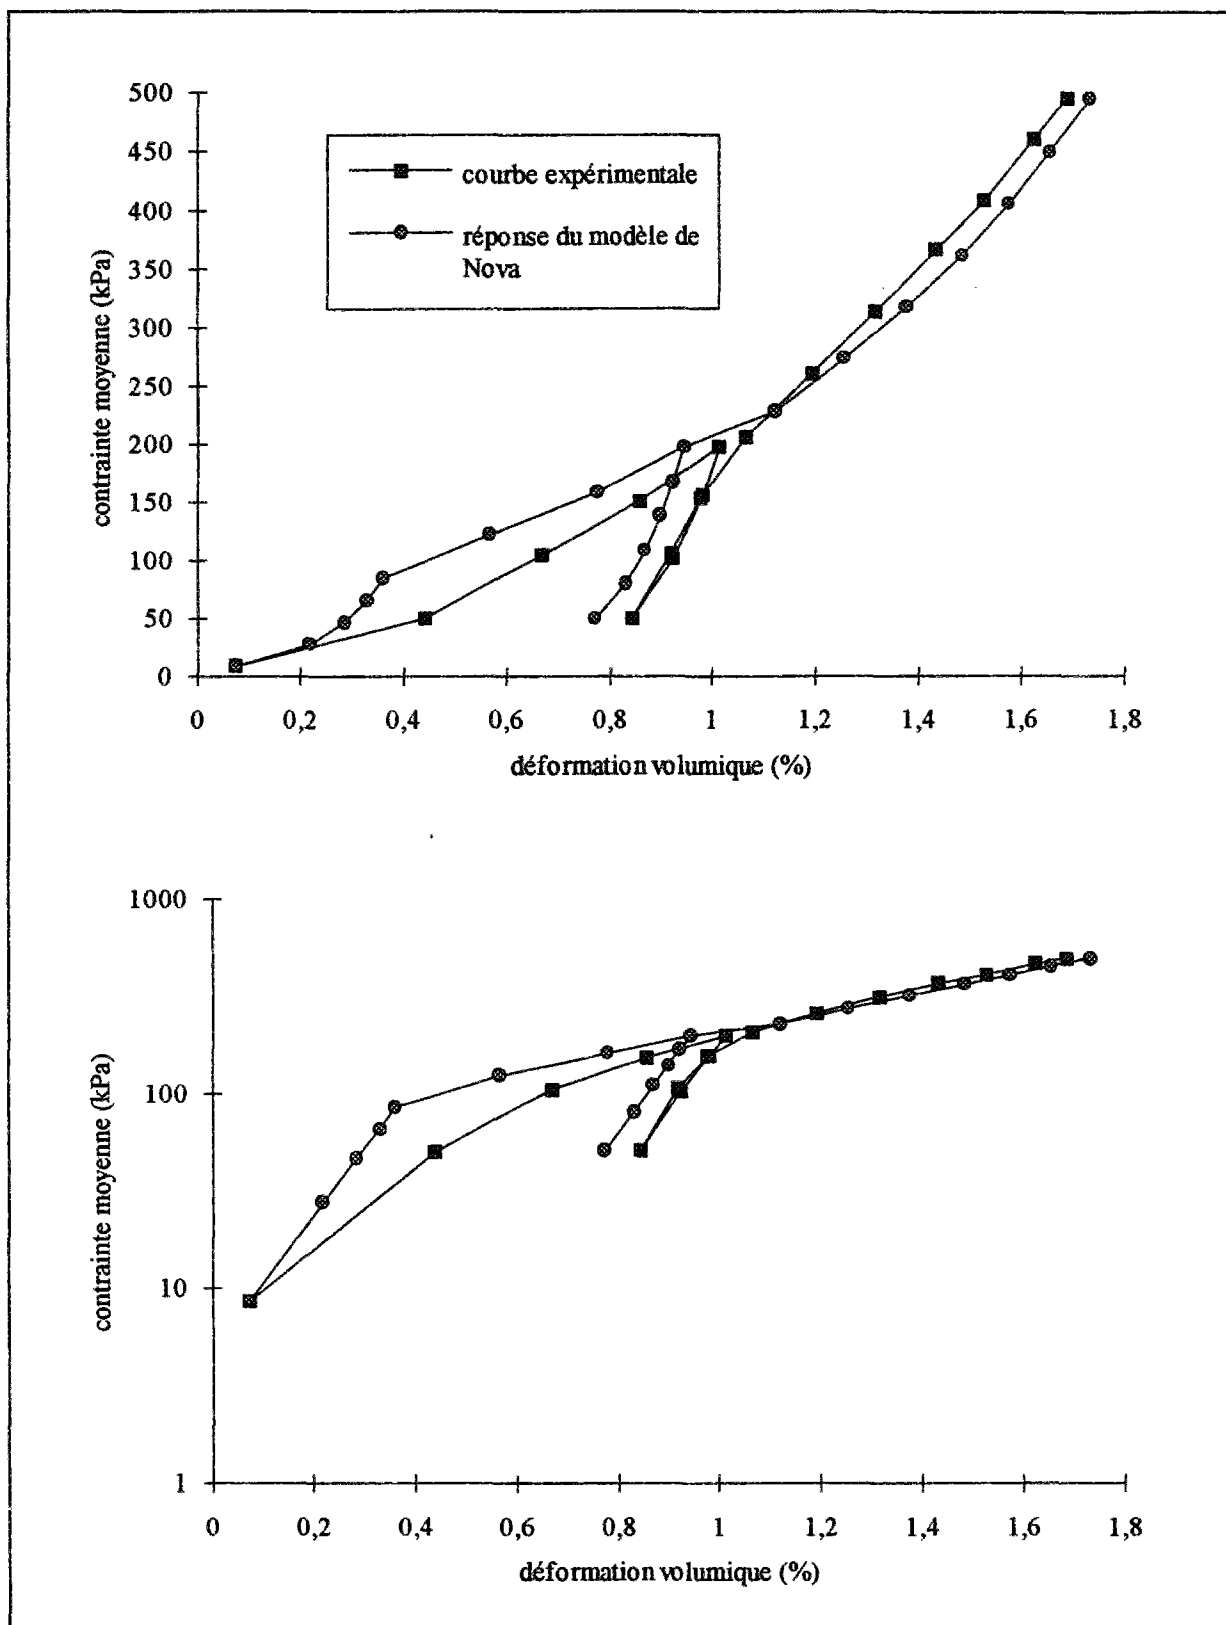 500
450
400
350
300
250
200
150
100
50
0
contrainte moyenne (kPa)
courbe expérimentale
réponse du modèle de
Nova
0 0,2 0,4 0,6 0,8 1 1,2 1,4 1,6 1,8
déformation volumique (%)
1000
100
10
1
contrainte moyenne (kPa)
0 0,2 0,4 0,6 0,8 1 1,2 1,4 1,6 1,8
déformation volumique (%)